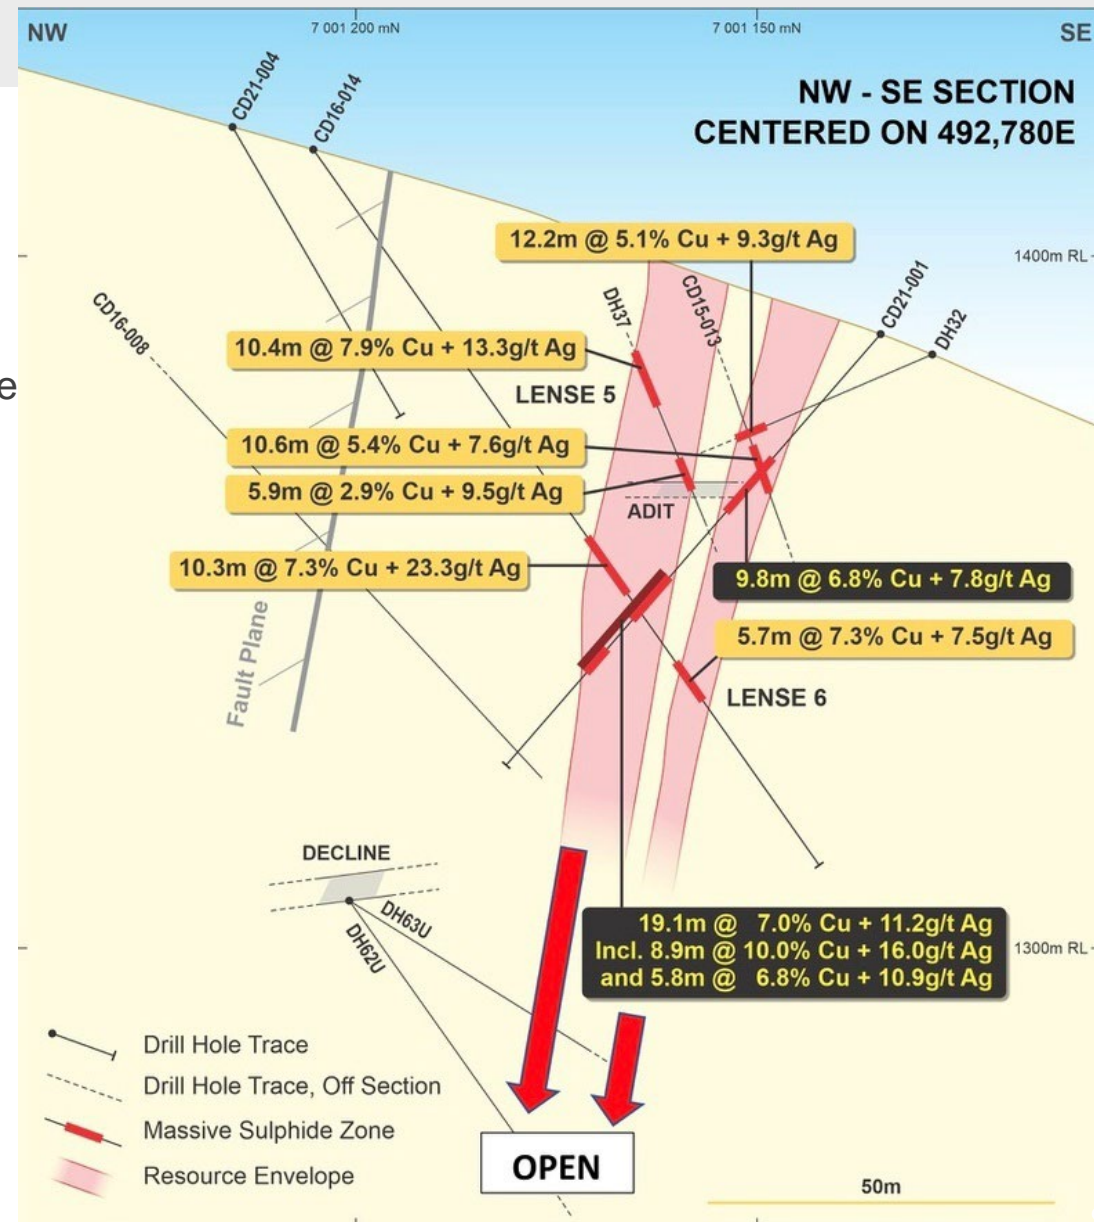 NW
7 001 200 mN
7 001 150 mN
SE
NW - SE SECTION
CENTERED ON 492,780E
CD21-004
CD16-014
12.2m @ 5.1% Cu + 9.3g/t Ag
1400m RL
CD21-001
DH32
CD16-008
DH37
CD15-013
10.4m @ 7.9% Cu + 13.3g/t Ag
e
LENSE 5
10.6m @ 5.4% Cu + 7.6g/t Ag
5.9m @ 2.9% Cu + 9.5g/t Ag
ADIT
10.3m @ 7.3% Cu + 23.3g/t Ag
9.8m @ 6.8% Cu + 7.8g/t Ag
5.7m @ 7.3% Cu + 7.5g/t Ag
Fault Plane
LENSE 6
DECLINE
DH63U
DH62U
19.1m @ 7.0% Cu + 11.2g/t Ag
Incl. 8.9m @ 10.0% Cu + 16.0g/t Ag
and 5.8m @ 6.8% Cu + 10.9g/t Ag
1300m RL
Drill Hole Trace
Drill Hole Trace, Off Section
Massive Sulphide Zone
Resource Envelope
OPEN
50m